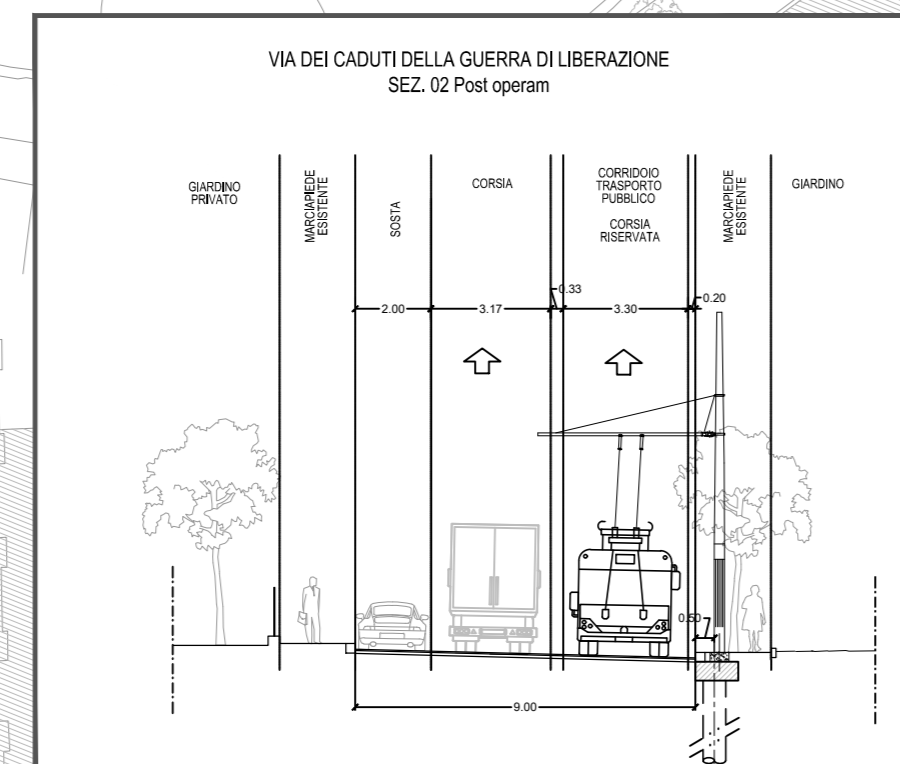 VIA DEI CADUTI DELLA GUERRA DI LIBERAZIONE
SEZ. 02 Post operam
GIARDINO
PRIVATO
MARCIAPIEDE
ESISTENTE
SOSTA
CORSIA
CORRIDOIO
TRASPORTO
PUBBLICO
CORSIA
RISERVATA
MARCIAPIEDE
ESISTENTE
GIARDINO
2.00
3.17
0.33
3.30
0.20
0.50
9.00